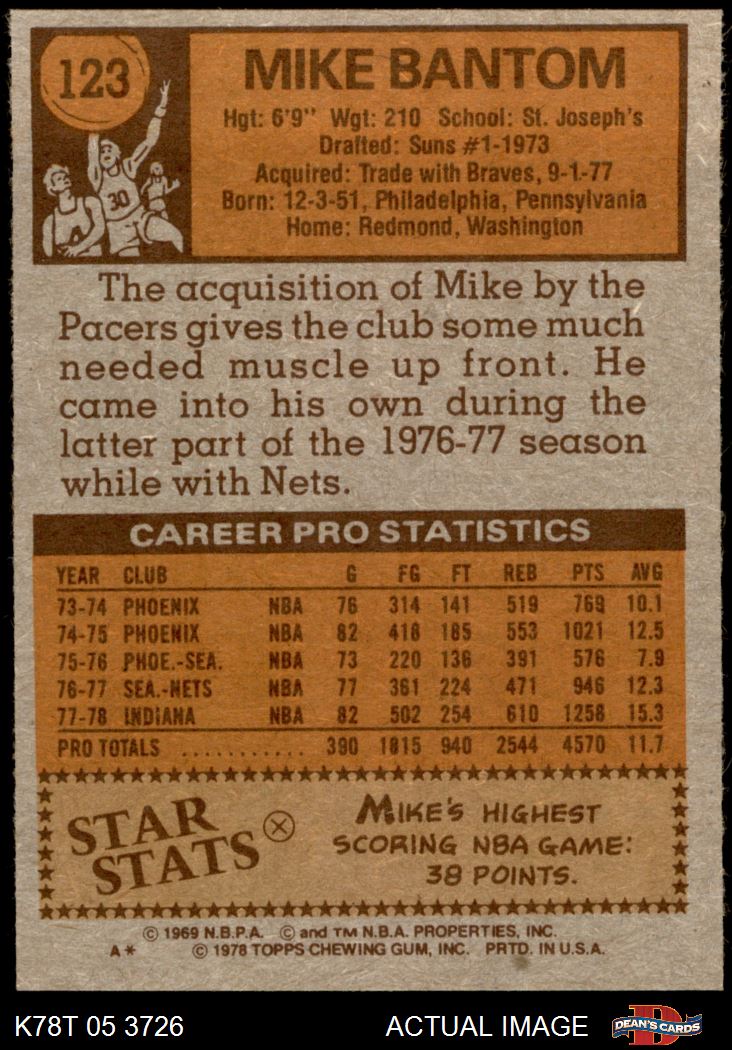 123
MIKE BANTOM
Hgt: 6'9" Wgt: 210 School: St. Joseph's
Drafted: Suns #1-1973
Acquired: Trade with Braves, 9-1-77
Born: 12-3-51, Philadelphia, Pennsylvania
Home: Redmond, Washington
30
The acquisition of Mike by the
Pacers gives the club some much
needed muscle up front. He
came into his own during the
latter part of the 1976-77 season
while with Nets.
CAREER PRO STATISTICS
YEAR CLUB G FG FT REB PTS AVG
73-74 PHOENIX NBA 76 314 141 519 769 10.1
74-75 PHOENIX NBA 82 418 185 553 1021 12.5
75-76 PHOE.-SEA. NBA 73 220 136 391 576 7.9
76-77 SEA.-NETS NBA 77 361 224 471 946 12.3
77-78 INDIANA NBA 82 502 254 610 1258 15.3
PRO TOTALS ........... 390 1815 940 2544 4570 11.7
STAR
STATS
MIKE'S HIGHEST
SCORING NBA GAME:
38 POINTS.
© 1969 N.B.P.A. © and TM N.B.A. PROPERTIES, INC.
A* © 1978 TOPPS CHEWING GUM, INC. PRTD. IN U.S.A.
K78T 05 3726 ACTUAL IMAGE D DEAN'S CARDS